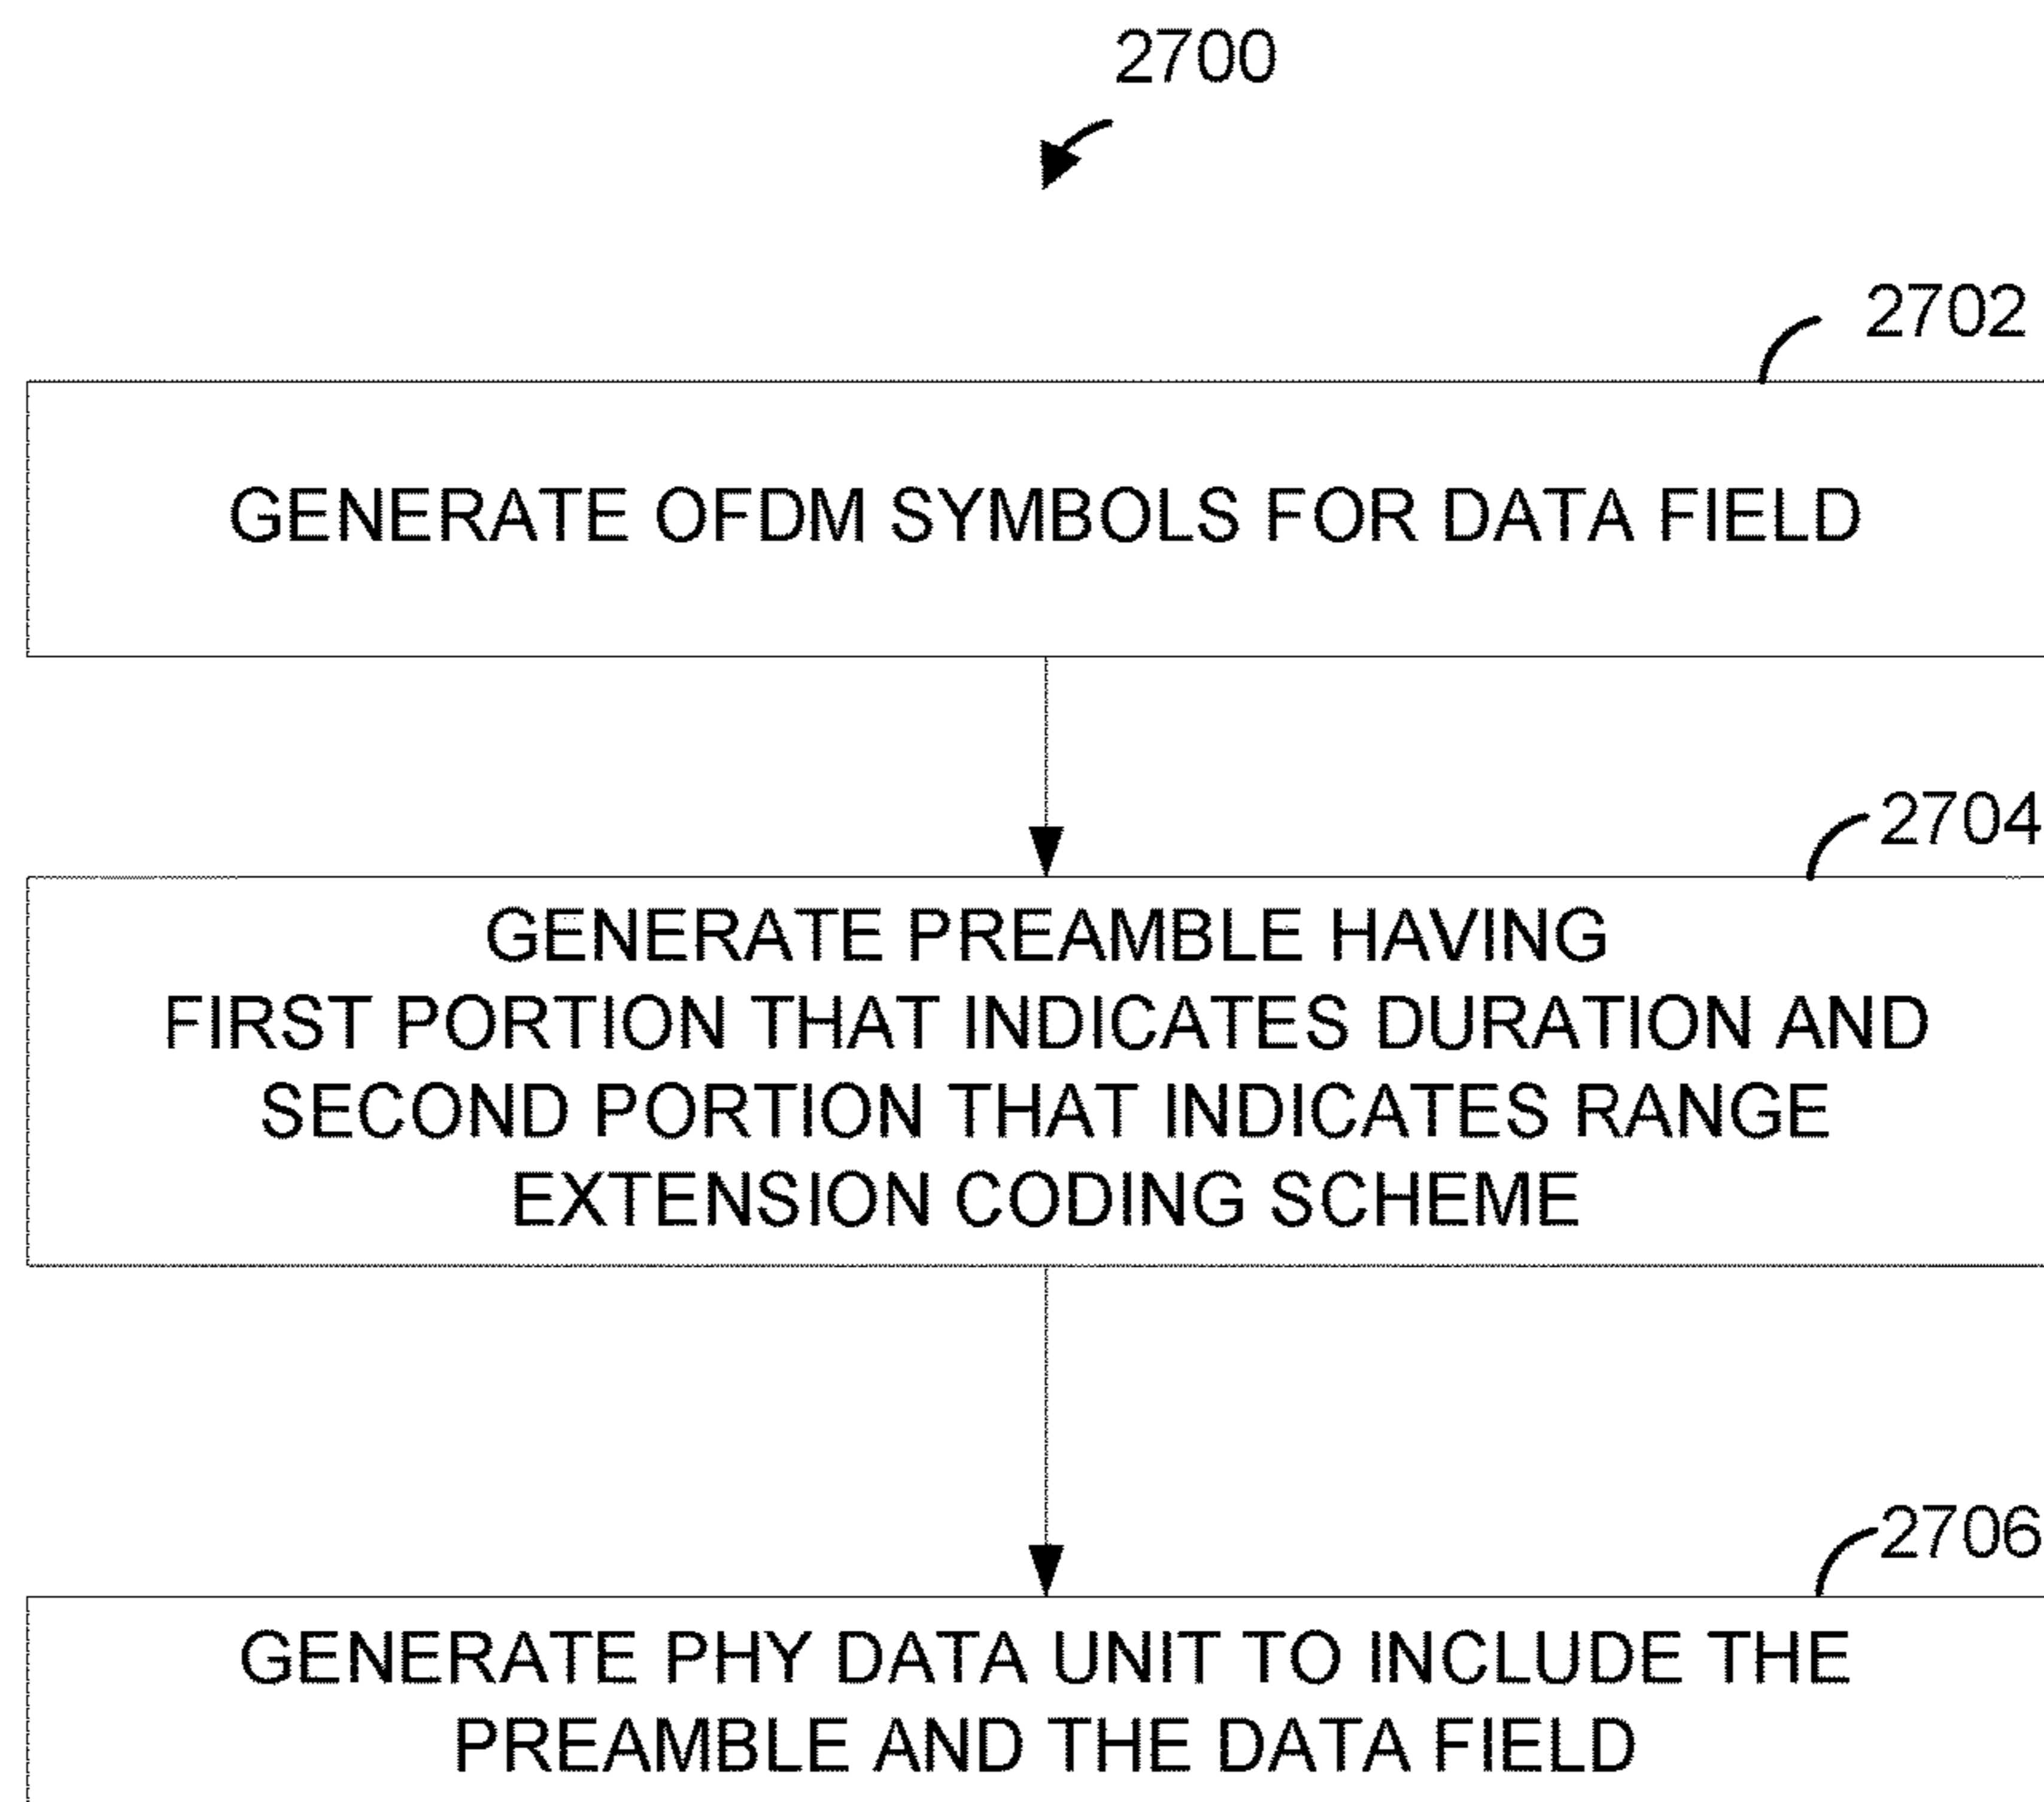 2700
2702
GENERATE OFDM SYMBOLS FOR DATA FIELD
2704
GENERATE PREAMBLE HAVING
FIRST PORTION THAT INDICATES DURATION AND
SECOND PORTION THAT INDICATES RANGE
EXTENSION CODING SCHEME
2706
GENERATE PHY DATA UNIT TO INCLUDE THE
PREAMBLE AND THE DATA FIELD